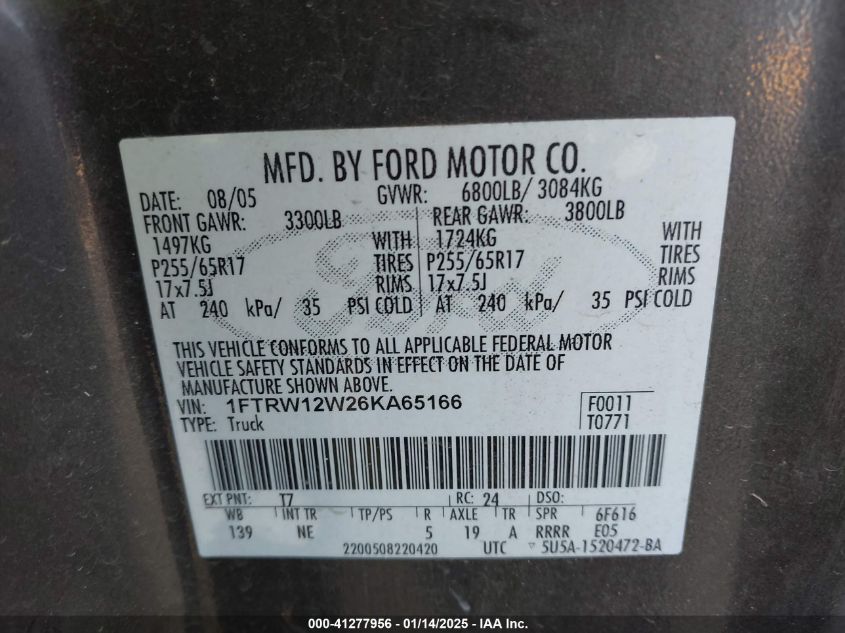 MFD. BY FORD MOTOR CO.
DATE: 08/05 GVWR: 6800LB/ 3084KG
FRONT GAWR: 3300LB REAR GAWR: 3800LB
1497KG WITH 1724KG WITH
P255/65R17 TIRES P255/65R17 TIRES
17x7.5J RIMS 17x7.5J RIMS
AT 240 kPa/ 35 PSI COLD AT 240 kPa/ 35 PSI COLD
Ford
THIS VEHICLE CONFORMS TO ALL APPLICABLE FEDERAL MOTOR
VEHICLE SAFETY STANDARDS IN EFFECT ON THE DATE OF
MANUFACTURE SHOWN ABOVE.
VIN: 1FTRW12W26KA65166 F0011
TYPE: Truck T0771
EXT PNT: T7 RC: 24 DSO:
WB INT TR TP/PS R AXLE TR SPR 6F616
139 NE 5 19 A RRRR E05
2200508220420 UTC ▽ 5U5A-1520472-BA
000-41277956 - 01/14/2025 - IAA Inc.